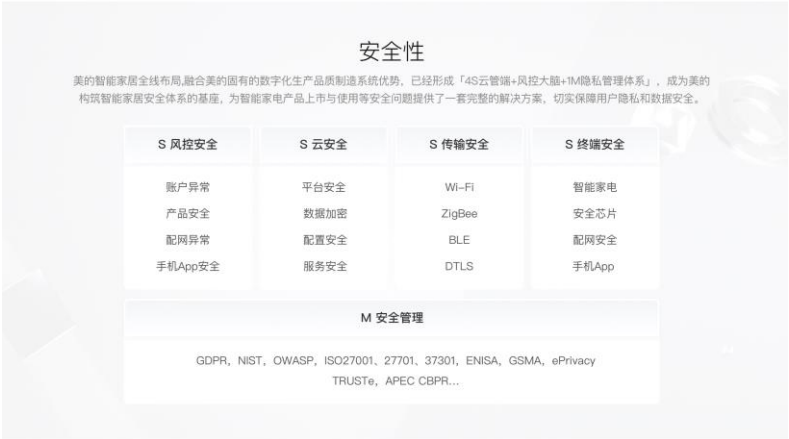 安全性
美的智能家居全线布局,融合美的固有的数字化生产品质制造系统优势，已经形成「4S云管端+风控大脑+1M隐私管理体系」，成为美的
构筑智能家居安全体系的基座，为智能家电产品上市与使用等安全问题提供了一套完整的解决方案，切实保障用户隐私和数据安全。
S 风控安全
账户异常
产品安全
配网异常
手机App安全
S 云安全
平台安全
数据加密
配置安全
服务安全
S 传输安全
Wi-Fi
ZigBee
BLE
DTLS
S 终端安全
智能家电
安全芯片
配网安全
手机App
M 安全管理
GDPR，NIST，OWASP，ISO27001、27701、37301，ENISA，GSMA，ePrivacy
TRUSTe，APEC CBPR...